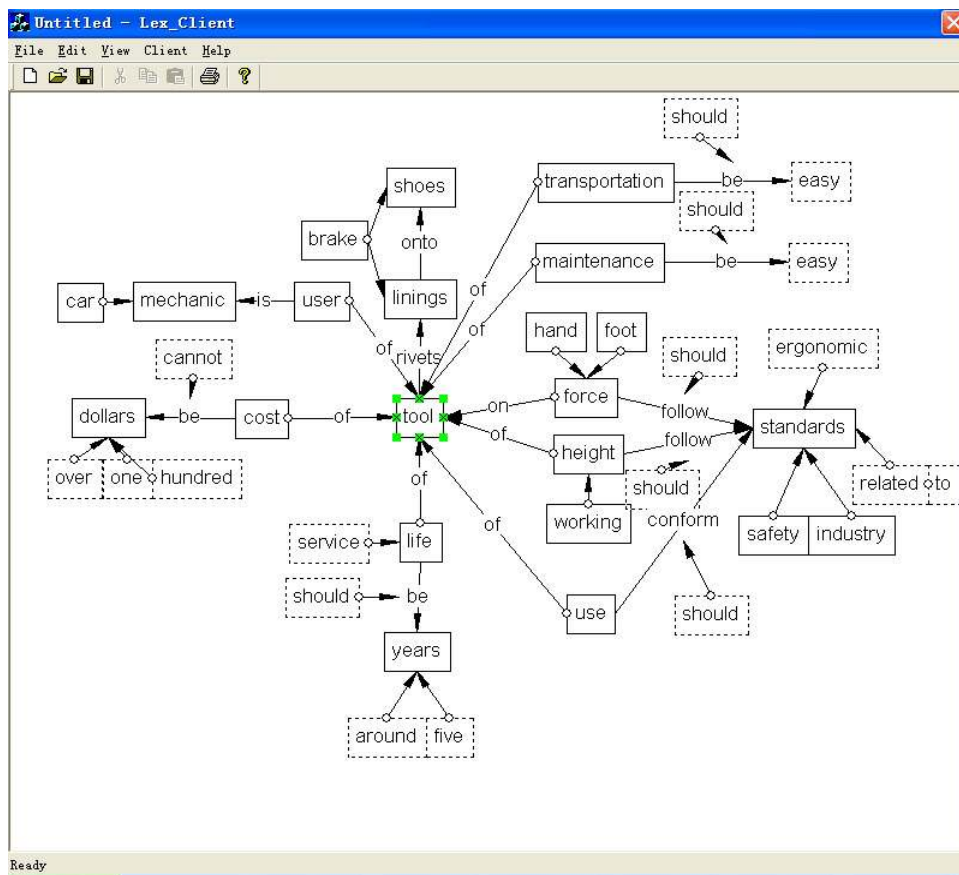 Untitled - Lex_Client
File Edit View Client Help
should
shoes
transportation
be
easy
should
brake
onto
maintenance
be
easy
car
mechanic
is
user
linings
of
of
hand
foot
of
rivets
should
ergonomic
cannot
force
dollars
be
cost
of
tool
on
follow
standards
of
height
follow
over one hundred
of
should
related to
working
conform
safety industry
service
life
of
should
be
use
should
years
around five
Ready